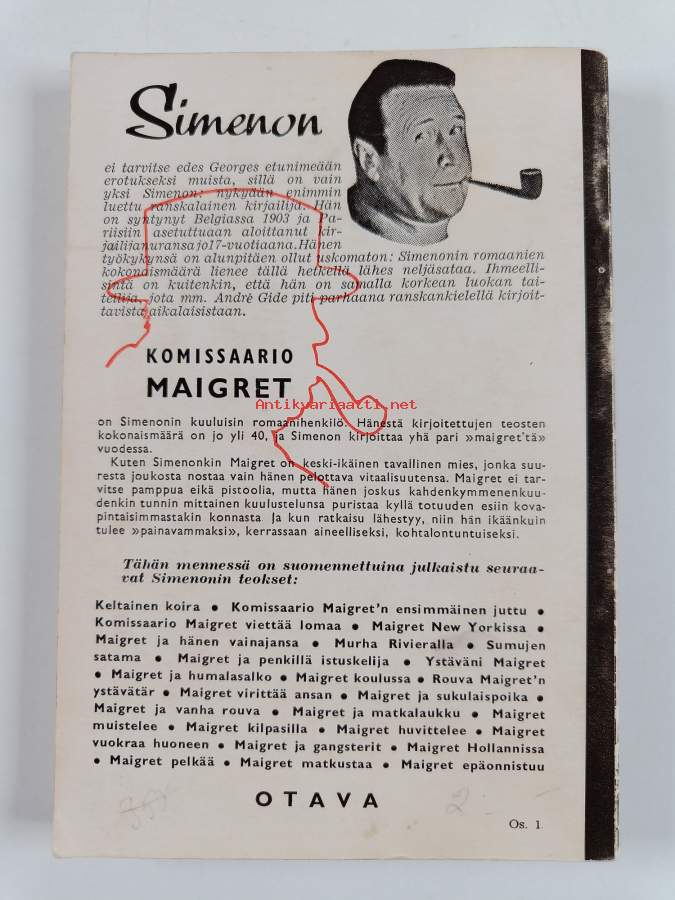 Simenon
ei tarvitse edes Georges etunimeään
erotukseksi muista, sillä on vain
yksi Simenon: nykyään enimmin
luettu ranskalainen kirjailija. Hän
on syntynyt Belgiassa 1903 ja Pa-
riisiin asetuttuaan aloittanut kir-
jailijanuransa jo 17-vuotiaana. Hänen
työkykynsä on alunpitäen ollut uskomaton: Simenonin romaanien
kokonaismäärä lienee tällä hetkellä lähes neljäsataa. Ihmeelli-
sintä on kuitenkin, että hän on samalla korkean luokan tai-
teilija, jota mm. André Gide piti parhaana ranskankielellä kirjoit-
tavista aikalaisistaan.
KOMISSAARIO
MAIGRET
Antikvariaatti.net
on Simenonin kuuluisin romaanihenkilö. Hänestä kirjoitettujen teosten
kokonaismäärä on jo yli 40, ja Simenon kirjoittaa yhä pari »maigret'tä»
vuodessa.
Kuten Simenonkin Maigret on keski-ikäinen tavallinen mies, jonka suu-
resta joukosta nostaa vain hänen pelottava vitaalisuutensa. Maigret ei tar-
vitse pamppua eikä pistoolia, mutta hänen joskus kahdenkymmenenkuu-
denkin tunnin mittainen kuulustelunsa puristaa kyllä totuuden esiin kova-
pintaisimmastakin konnasta. Ja kun ratkaisu lähestyy, niin hän ikäänkuin
tulee »painavammaksi», kerrassaan aineelliseksi, kohtalontuntuiseksi.
Tähän mennessä on suomennettuina julkaistu seuraa-
vat Simenonin teokset:
Keltainen koira • Komissaario Maigret'n ensimmäinen juttu •
Komissaario Maigret viettää lomaa • Maigret New Yorkissa •
Maigret ja hänen vainajansa • Murha Rivieralla • Sumujen
satama • Maigret ja penkillä istuskelija • Ystäväni Maigret
• Maigret ja humalasalko • Maigret koulussa • Rouva Maigret'n
ystävätär • Maigret virittää ansan • Maigret ja sukulaispoika •
Maigret ja vanha rouva • Maigret ja matkalaukku • Maigret
muistelee • Maigret kilpasilla • Maigret huvittelee • Maigret
vuokraa huoneen • Maigret ja gangsterit • Maigret Hollannissa
• Maigret pelkää • Maigret matkustaa • Maigret epäonnistuu
OTAVA
Os. 1